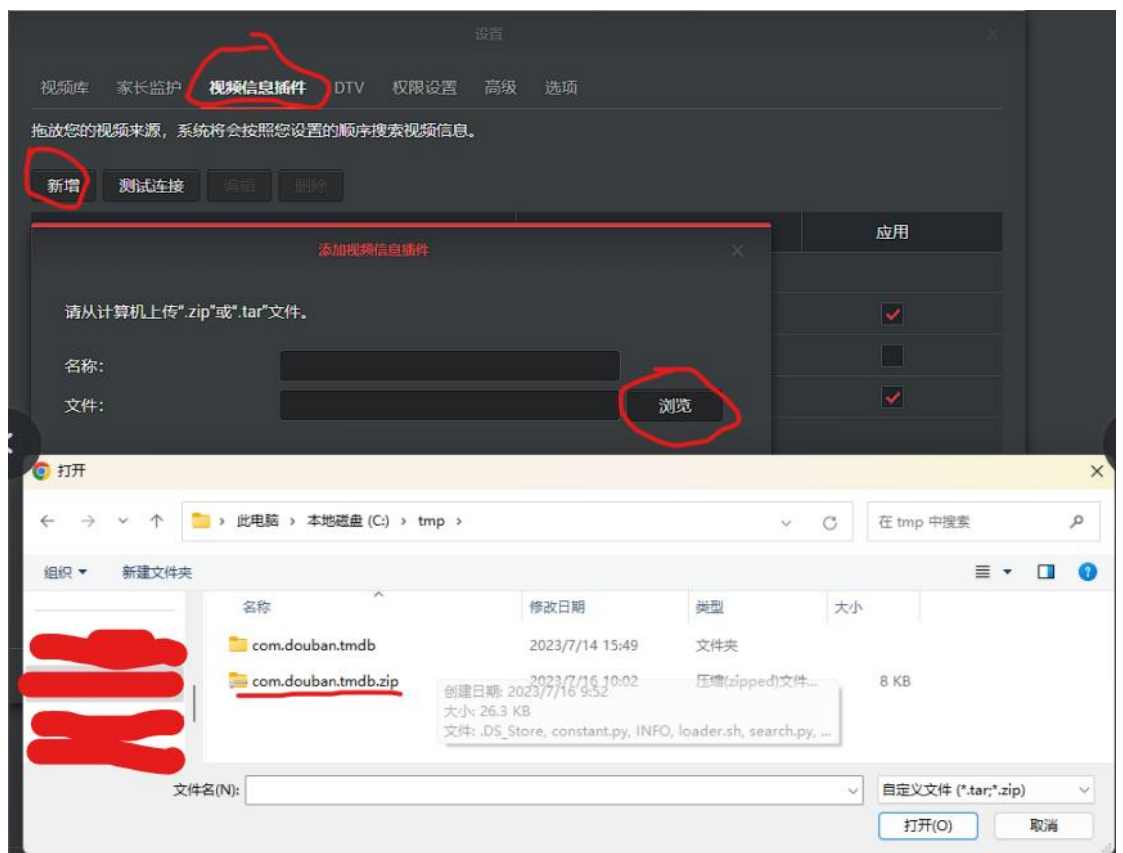 设置
视频库 家长监护 视频信息插件 DTV 权限设置 高级 选项
拖放您的视频来源，系统将会按照您设置的顺序搜索视频信息。
新增 测试连接 编辑 删除
应用
添加视频信息插件
请从计算机上传".zip"或".tar"文件。
名称:
文件: 浏览
打开
此电脑 › 本地磁盘 (C:) › tmp ›
在 tmp 中搜索
组织 新建文件夹
名称 修改日期 类型 大小
com.douban.tmdb 2023/7/14 15:49 文件夹
com.douban.tmdb.zip 2023/7/16 10:02 压缩(zipped)文件... 8 KB
创建日期: 2023/7/16 9:52
大小: 26.3 KB
文件: .DS_Store, constant.py, INFO, loader.sh, search.py, ...
文件名(N): 自定义文件 (*.tar;*.zip)
打开(O) 取消